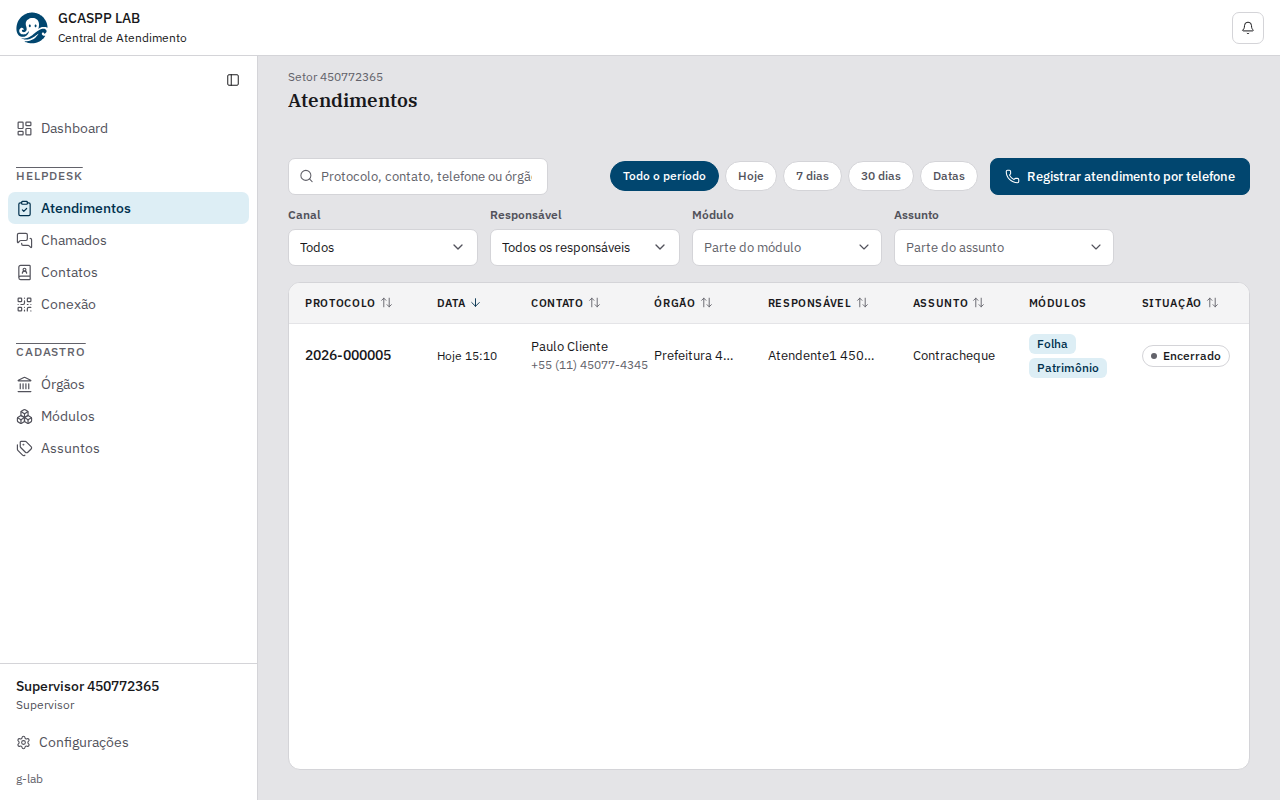 GCASPP LAB
Central de Atendimento
Dashboard
HELPDESK
Atendimentos
Chamados
Contatos
Conexão
CADASTRO
Órgãos
Módulos
Assuntos
Supervisor 450772365
Supervisor
Configurações
g-lab
Setor 450772365
Atendimentos
Protocolo, contato, telefone ou órgã
Todo o período Hoje 7 dias 30 dias Datas Registrar atendimento por telefone
Canal Responsável Módulo Assunto
Todos Todos os responsáveis Parte do módulo Parte do assunto
PROTOCOLO DATA CONTATO ÓRGÃO RESPONSÁVEL ASSUNTO MÓDULOS SITUAÇÃO
2026-000005 Hoje 15:10 Paulo Cliente Prefeitura 4... Atendente1 450... Contracheque Folha Encerrado
+55 (11) 45077-4345 Patrimônio